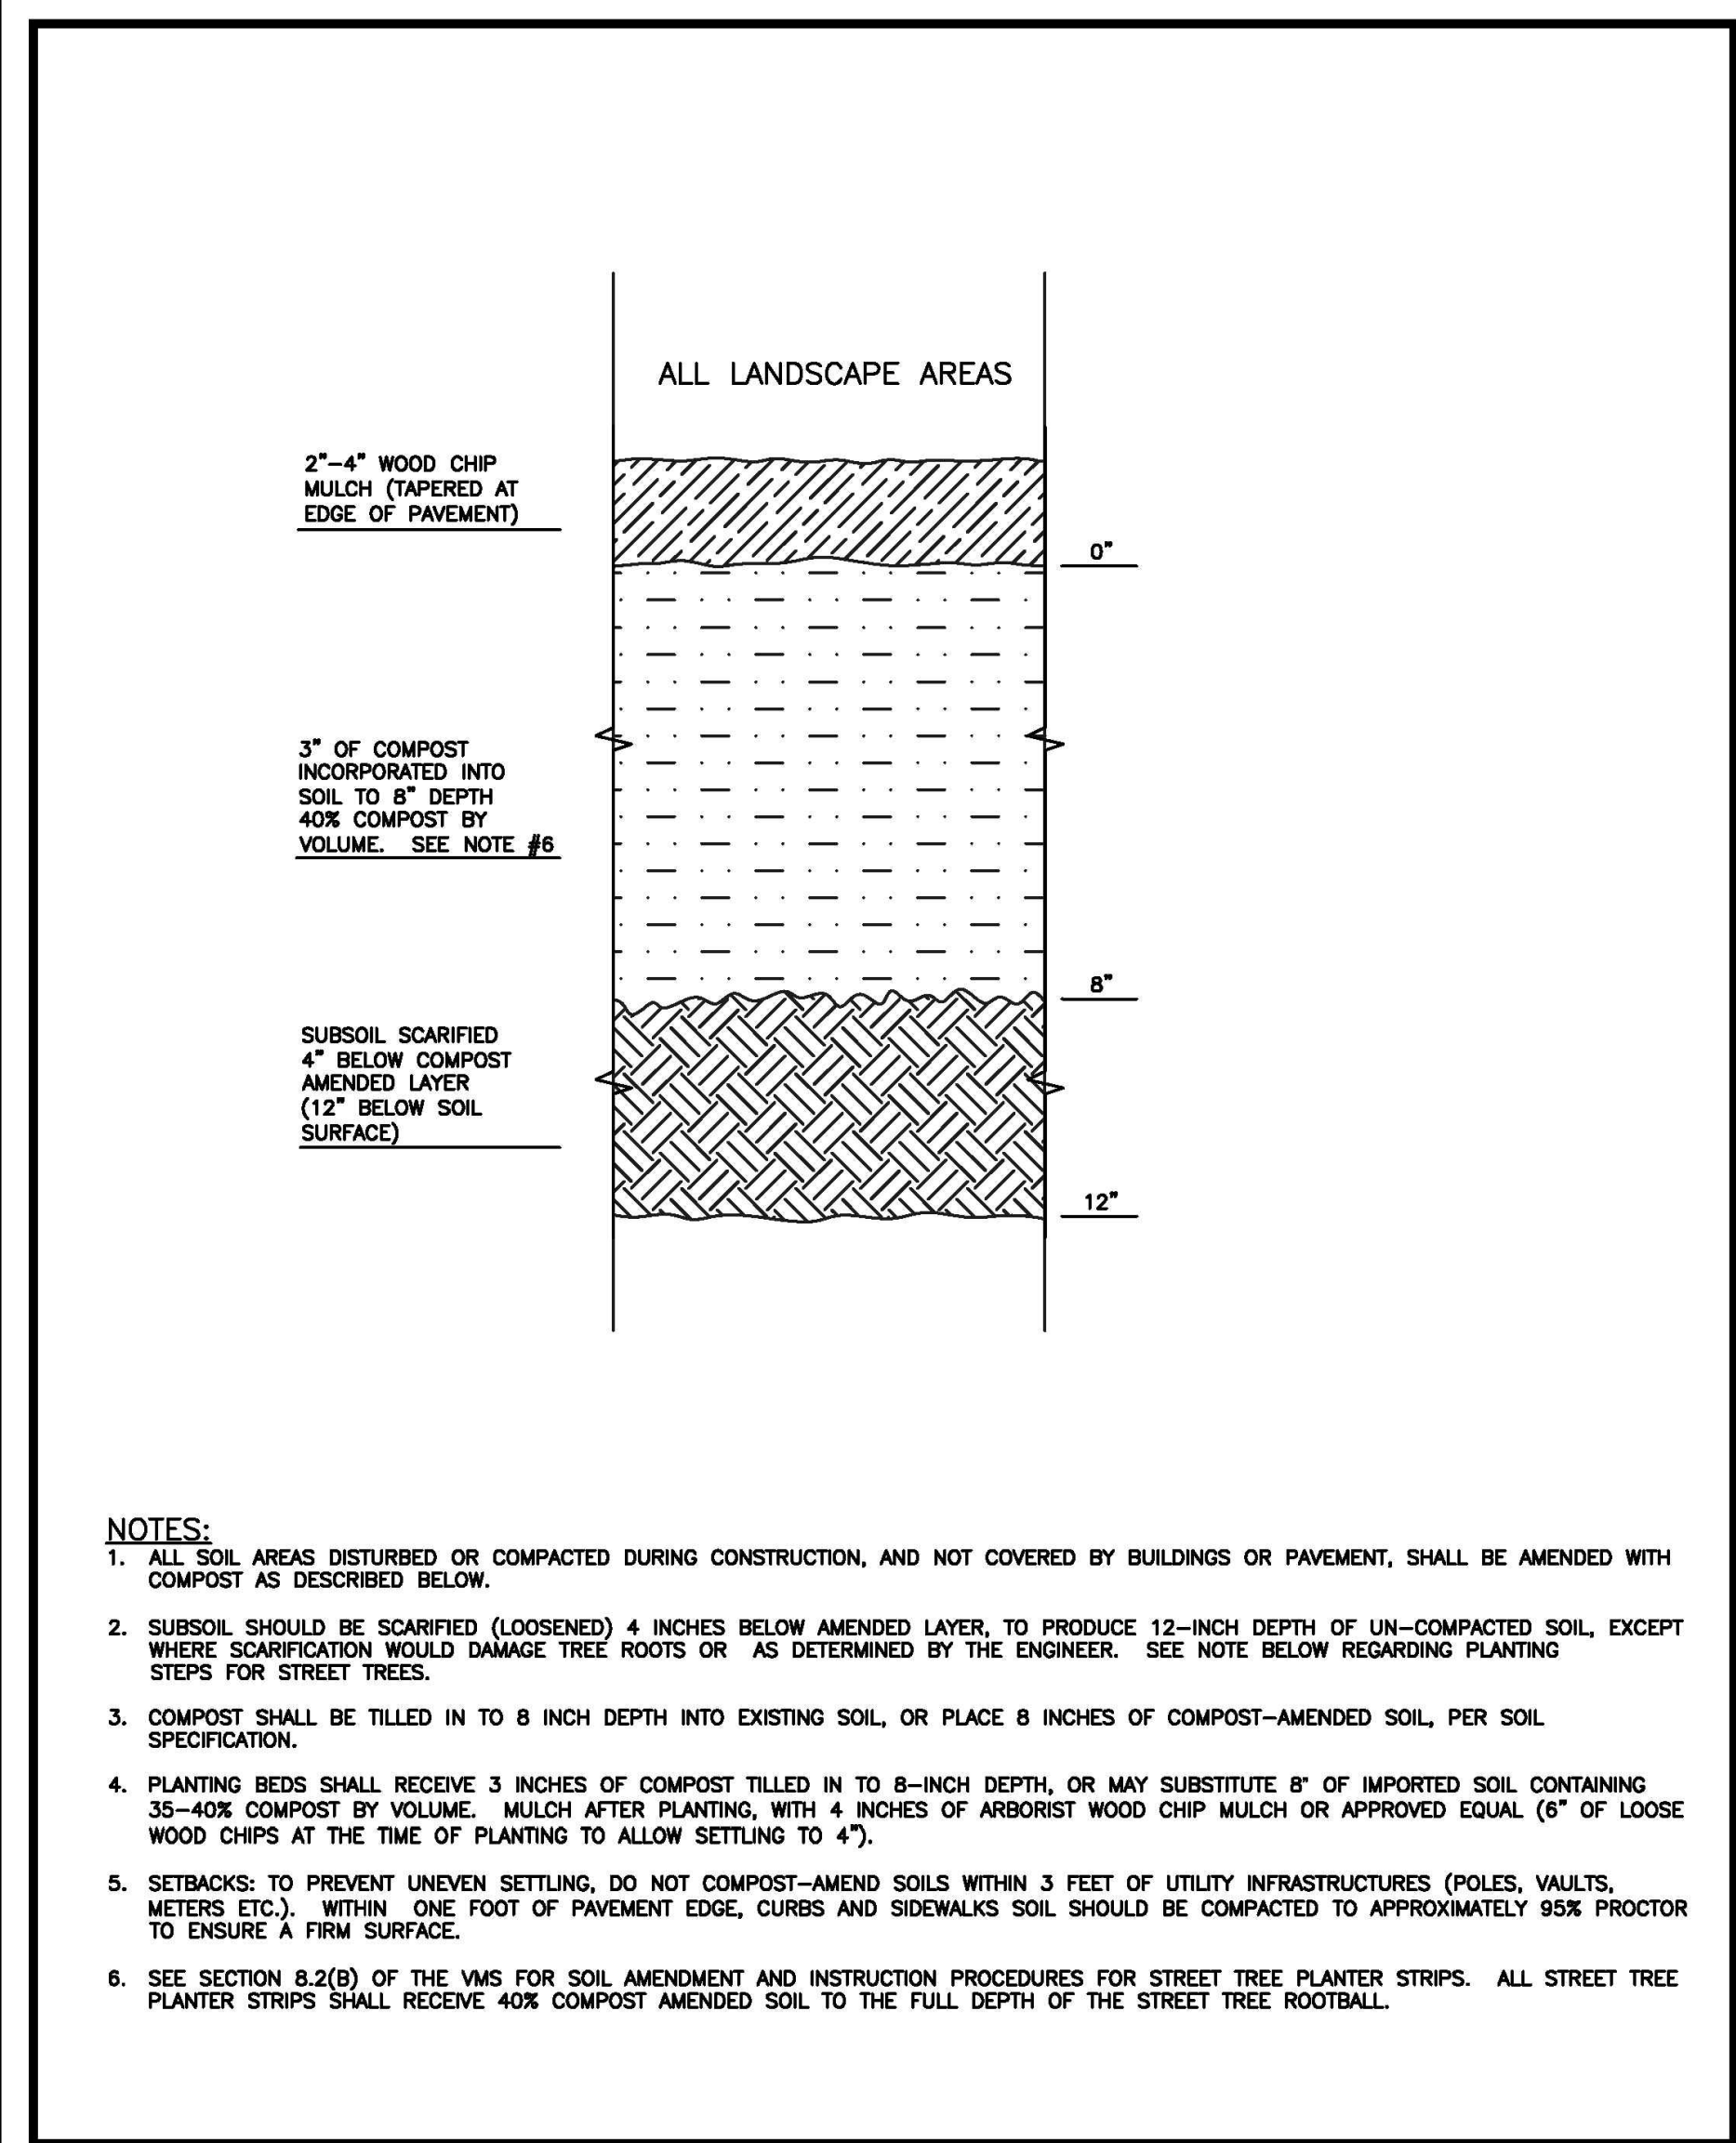 ALL LANDSCAPE AREAS
2"-4" WOOD CHIP
MULCH (TAPERED AT
EDGE OF PAVEMENT)
0"
3" OF COMPOST
INCORPORATED INTO
SOIL TO 8" DEPTH
40% COMPOST BY
VOLUME. SEE NOTE #6
8"
SUBSOIL SCARIFIED
4" BELOW COMPOST
AMENDED LAYER
(12" BELOW SOIL
SURFACE)
12"
NOTES:
1. ALL SOIL AREAS DISTURBED OR COMPACTED DURING CONSTRUCTION, AND NOT COVERED BY BUILDINGS OR PAVEMENT, SHALL BE AMENDED WITH
COMPOST AS DESCRIBED BELOW.
2. SUBSOIL SHOULD BE SCARIFIED (LOOSENED) 4 INCHES BELOW AMENDED LAYER, TO PRODUCE 12-INCH DEPTH OF UN-COMPACTED SOIL, EXCEPT
WHERE SCARIFICATION WOULD DAMAGE TREE ROOTS OR AS DETERMINED BY THE ENGINEER. SEE NOTE BELOW REGARDING PLANTING
STEPS FOR STREET TREES.
3. COMPOST SHALL BE TILLED IN TO 8 INCH DEPTH INTO EXISTING SOIL, OR PLACE 8 INCHES OF COMPOST-AMENDED SOIL, PER SOIL
SPECIFICATION.
4. PLANTING BEDS SHALL RECEIVE 3 INCHES OF COMPOST TILLED IN TO 8-INCH DEPTH, OR MAY SUBSTITUTE 8" OF IMPORTED SOIL CONTAINING
35-40% COMPOST BY VOLUME. MULCH AFTER PLANTING, WITH 4 INCHES OF ARBORIST WOOD CHIP MULCH OR APPROVED EQUAL (6" OF LOOSE
WOOD CHIPS AT THE TIME OF PLANTING TO ALLOW SETTLING TO 4").
5. SETBACKS: TO PREVENT UNEVEN SETTLING, DO NOT COMPOST-AMEND SOILS WITHIN 3 FEET OF UTILITY INFRASTRUCTURES (POLES, VAULTS,
METERS ETC.). WITHIN ONE FOOT OF PAVEMENT EDGE, CURBS AND SIDEWALKS SOIL SHOULD BE COMPACTED TO APPROXIMATELY 95% PROCTOR
TO ENSURE A FIRM SURFACE.
6. SEE SECTION 8.2(B) OF THE VMS FOR SOIL AMENDMENT AND INSTRUCTION PROCEDURES FOR STREET TREE PLANTER STRIPS. ALL STREET TREE
PLANTER STRIPS SHALL RECEIVE 40% COMPOST AMENDED SOIL TO THE FULL DEPTH OF THE STREET TREE ROOTBALL.